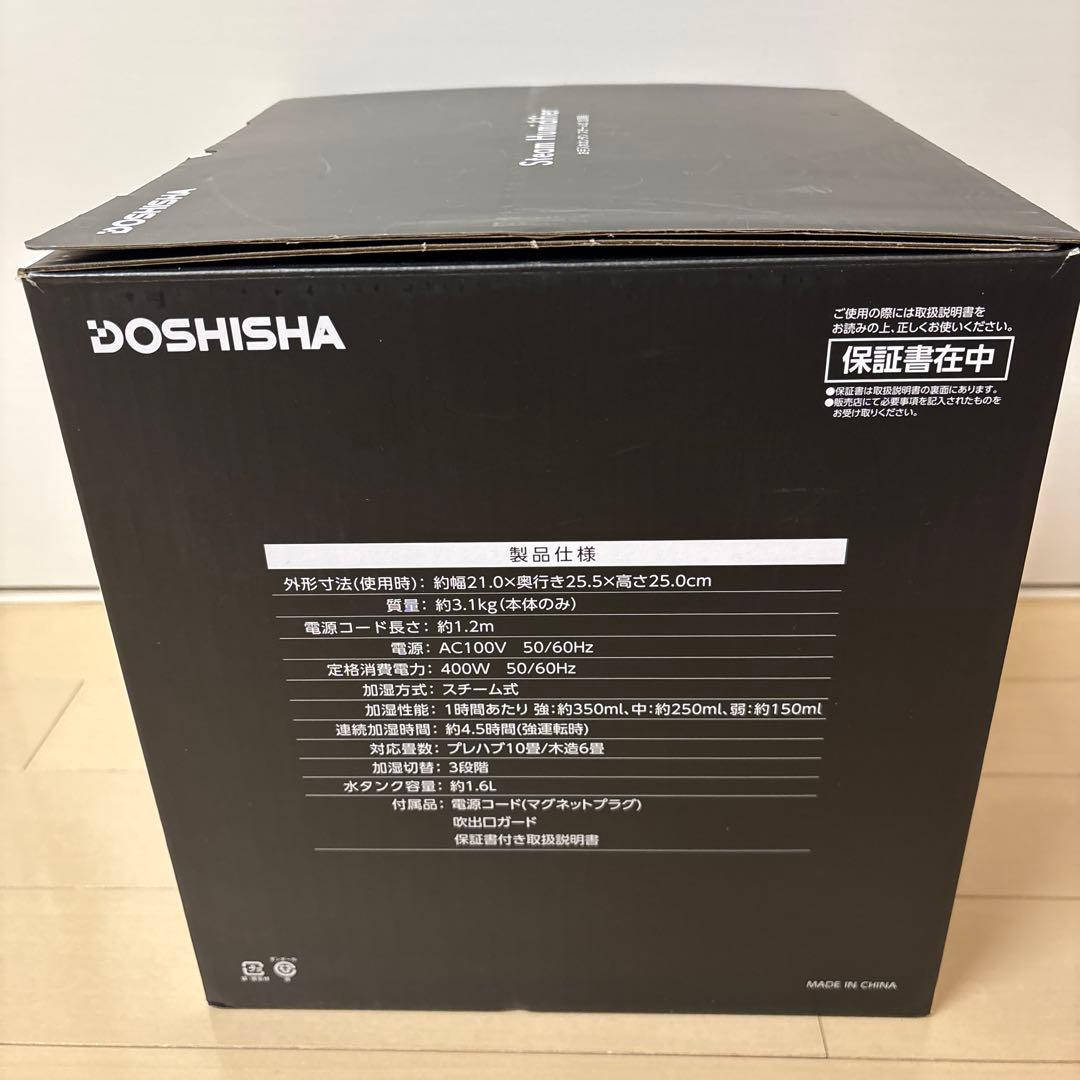 Steam Humidifier
DOSHISHA
DOSHISHA
ご使用の際には取扱説明書を
お読みの上、正しくお使いください。
保証書在中
●保証書は取扱説明書の裏面にあります。
●販売店にて必要事項を記入されたものを
お受け取りください。
製品仕様
外形寸法(使用時)：約幅21.0×奥行き25.5×高さ25.0cm
質量：約3.1kg(本体のみ)
電源コード長さ：約1.2m
電源：AC100V 50/60Hz
定格消費電力：400W 50/60Hz
加湿方式：スチーム式
加湿性能：1時間あたり 強：約350ml、中：約250ml、弱：約150ml
連続加湿時間：約4.5時間(強運転時)
対応畳数：プレハブ10畳/木造6畳
加湿切替：3段階
水タンク容量：約1.6L
付属品：電源コード(マグネットプラグ)
吹出口ガード
保証書付き取扱説明書
ダンボール
MADE IN CHINA